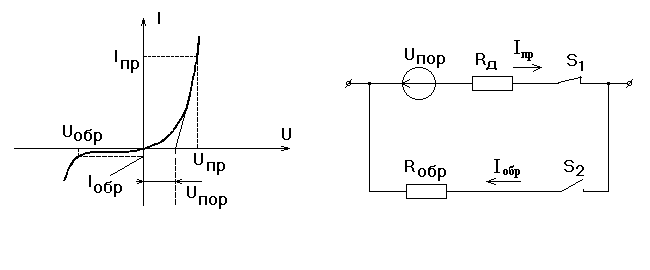 I
Iпр
Uобр
U
Uпр
Iобр
Uпор
Uпор
Rд
Iпр
S1
Rобр
Iобр
S2